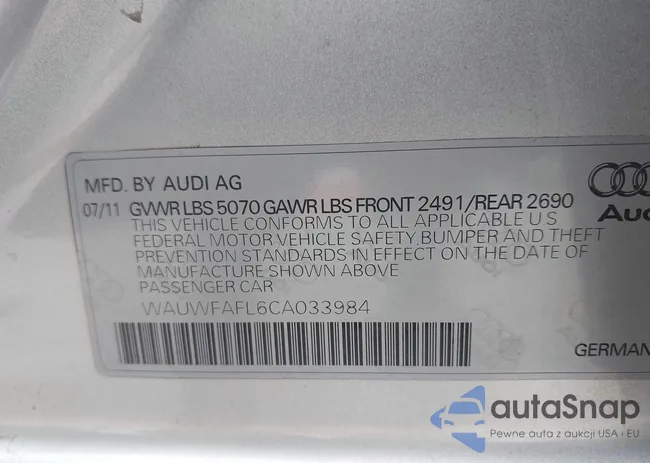 MFD. BY AUDI AG
07/11 GVWR LBS 5070 GAWR LBS FRONT 2491/REAR 2690
THIS VEHICLE CONFORMS TO ALL APPLICABLE U S
FEDERAL MOTOR VEHICLE SAFETY, BUMPER AND THEFT
PREVENTION STANDARDS IN EFFECT ON THE DATE OF
MANUFACTURE SHOWN ABOVE
PASSENGER CAR
WAUWFAFL6CA033984
Aud
GERMAN
autaSnap
Pewne auta z aukcji USA i EU